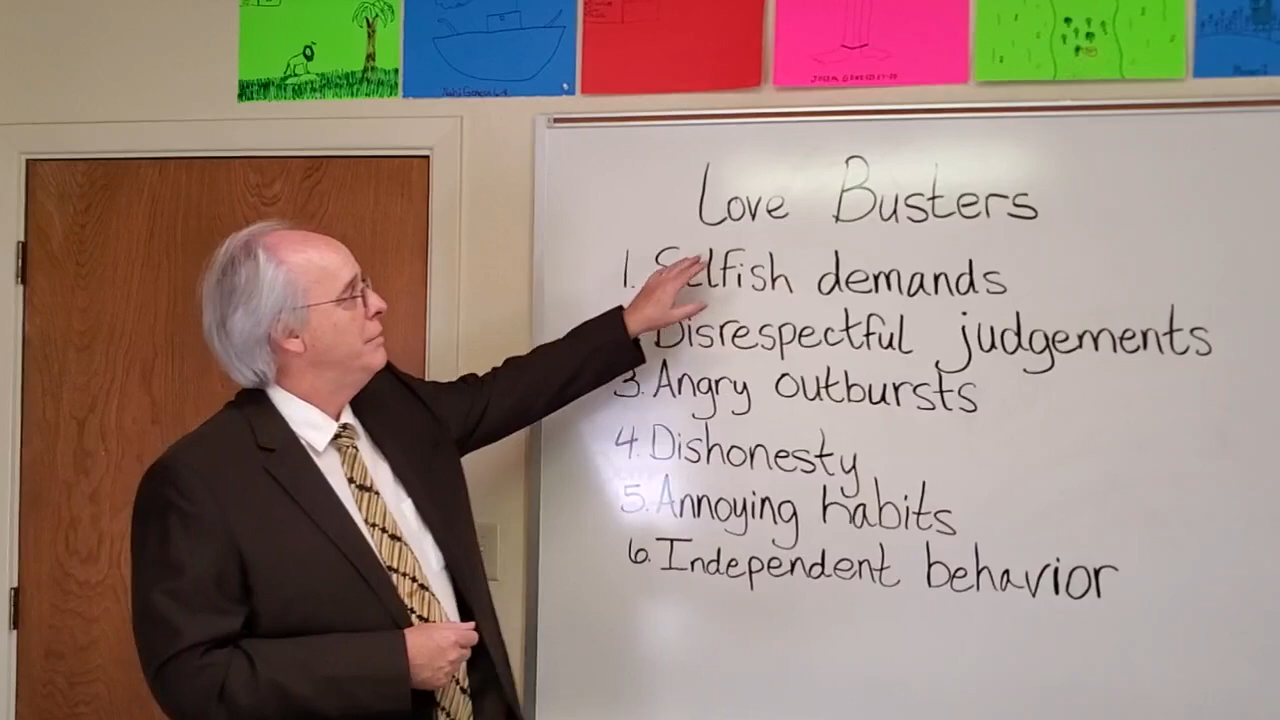 Love Busters
1. Selfish demands
Disrespectful judgements
3. Angry outbursts
4. Dishonesty
5. Annoying habits
6. Independent behavior